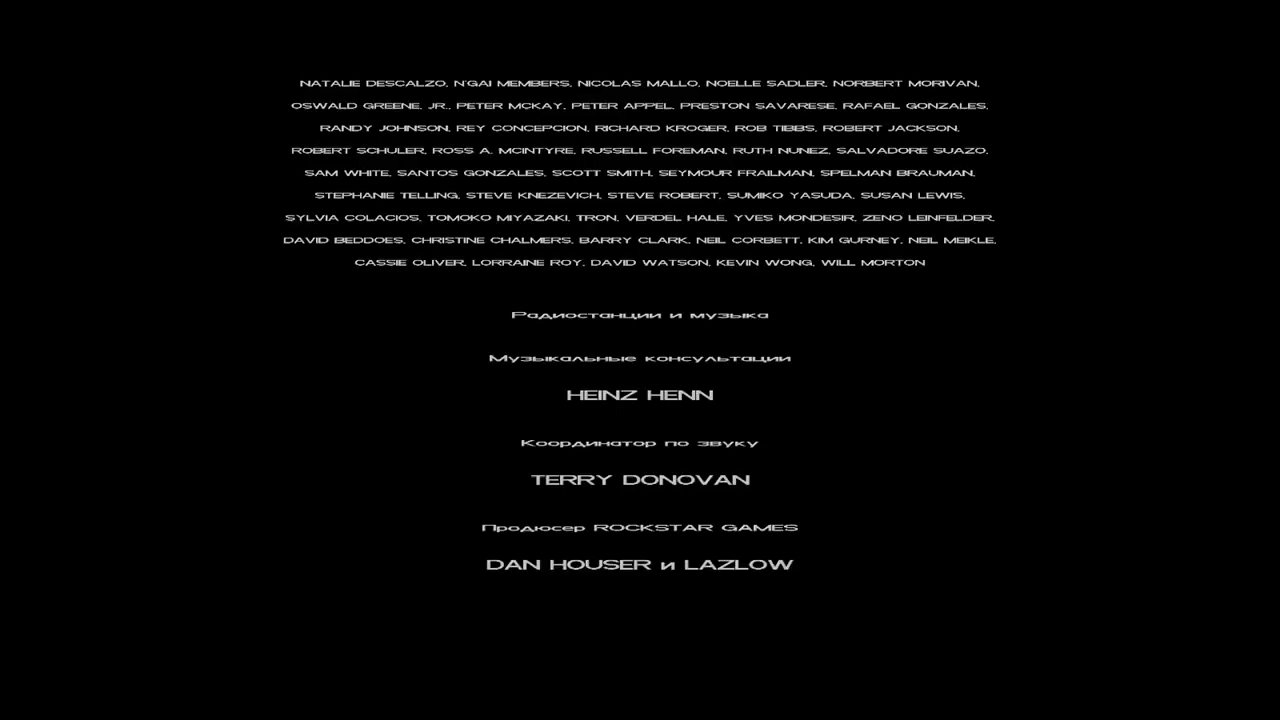 NATALIE DESCALZO, N'GAI MEMBERS, NICOLAS MALLO, NOELLE SADLER, NORBERT MORIVAN,
OSWALD GREENE, JR., PETER MCKAY, PETER APPEL, PRESTON SAVARESE, RAFAEL GONZALES,
RANDY JOHNSON, REY CONCEPCION, RICHARD KROGER, ROB TIBBS, ROBERT JACKSON,
ROBERT SCHULER, ROSS A. MCINTYRE, RUSSELL FOREMAN, RUTH NUNEZ, SALVADORE SUAZO,
SAM WHITE, SANTOS GONZALES, SCOTT SMITH, SEYMOUR FRAILMAN, SPELMAN BRAUMAN,
STEPHANIE TELLING, STEVE KNEZEVICH, STEVE ROBERT, SUMIKO YASUDA, SUSAN LEWIS,
SYLVIA COLACIOS, TOMOKO MIYAZAKI, TRON, VERDEL HALE, YVES MONDESIR, ZENO LEINFELDER,
DAVID BEDDOES, CHRISTINE CHALMERS, BARRY CLARK, NEIL CORBETT, KIM GURNEY, NEIL MEIKLE,
CASSIE OLIVER, LORRAINE ROY, DAVID WATSON, KEVIN WONG, WILL MORTON
Радиостанции и музыка
Музыкальные консультации
HEINZ HENN
Координатор по звуку
TERRY DONOVAN
Продюсер ROCKSTAR GAMES
DAN HOUSER и LAZLOW